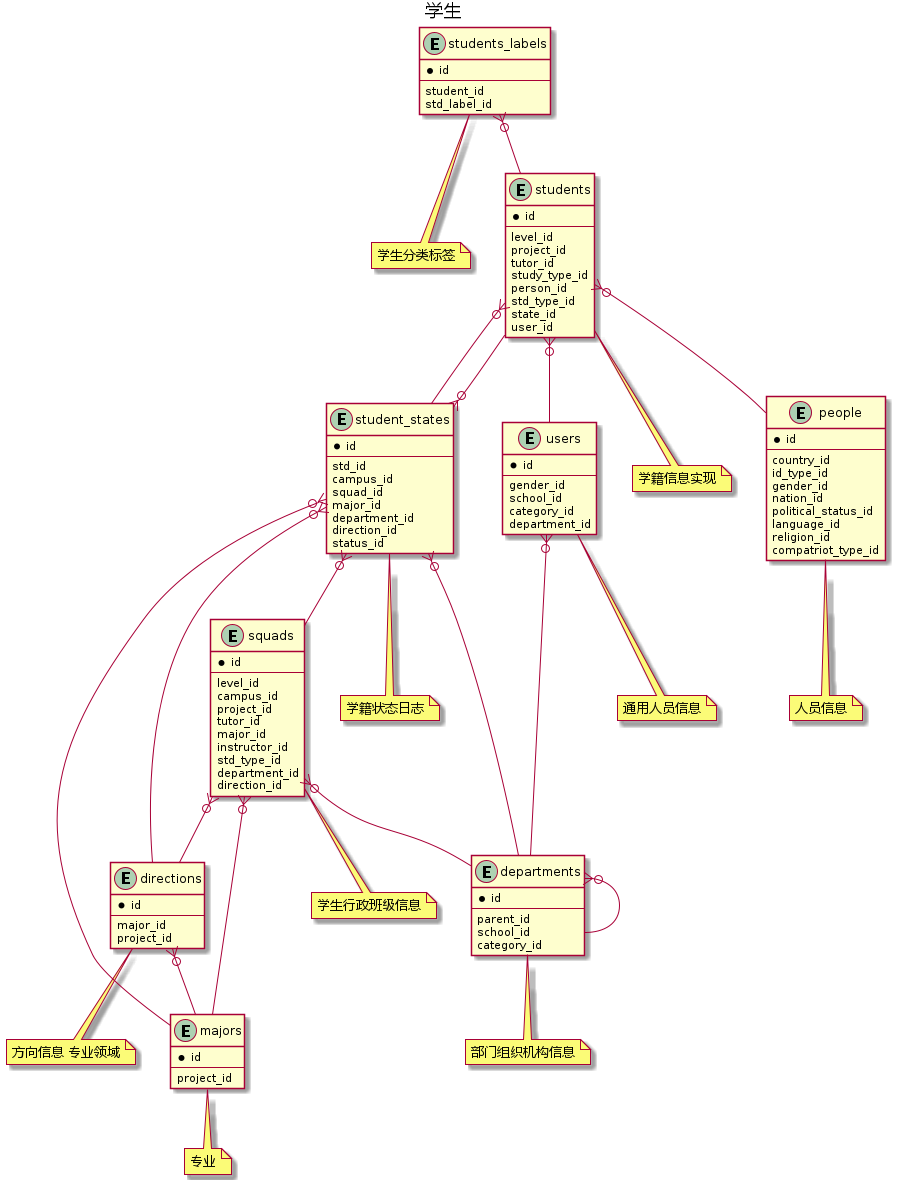 学生
E students_labels
id
student_id
std_label_id
E students
id
level_id
project_id
tutor_id
study_type_id
person_id
std_type_id
state_id
user_id
学生分类标签
E student_states
id
std_id
campus_id
squad_id
major_id
department_id
direction_id
status_id
E users
id
gender_id
school_id
category_id
department_id
学籍信息实现
E people
id
country_id
id_type_id
gender_id
nation_id
political_status_id
language_id
religion_id
compatriot_type_id
E squads
id
level_id
campus_id
project_id
tutor_id
major_id
instructor_id
std_type_id
department_id
direction_id
学籍状态日志
通用人员信息
人员信息
E directions
id
major_id
project_id
学生行政班级信息
E departments
id
parent_id
school_id
category_id
方向信息 专业领域
E majors
id
project_id
部门组织机构信息
专业